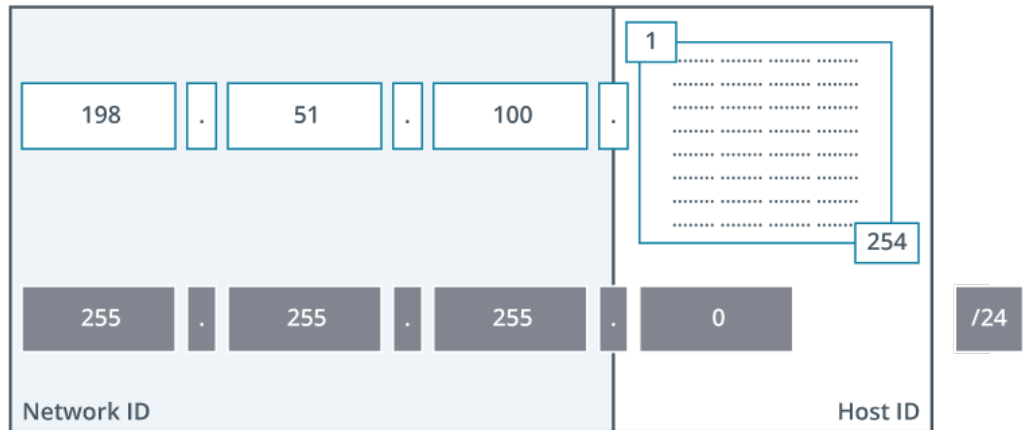 1
198 . 51 . 100 .
254
255 . 255 . 255 . 0 /24
Network ID Host ID